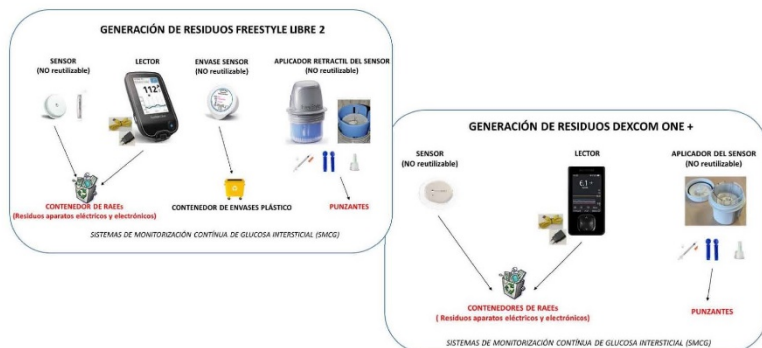 GENERACIÓN DE RESIDUOS FREESTYLE LIBRE 2
SENSOR
(NO reutilizable)
LECTOR
ENVASE SENSOR
(NO reutilizable)
APLICADOR RETRACTIL DEL SENSOR
(NO reutilizable)
112
CONTENEDOR DE RAEEs
(Residuos aparatos eléctricos y electrónicos)
CONTENEDOR DE ENVASES PLÁSTICO
PUNZANTES
SISTEMAS DE MONITORIZACIÓN CONTÍNUA DE GLUCOSA INTERSTICIAL (SMCG)
GENERACIÓN DE RESIDUOS DEXCOM ONE +
SENSOR
(NO reutilizable)
LECTOR
APLICADOR DEL SENSOR
(NO reutilizable)
6.1
CONTENEDORES DE RAEEs
( Residuos aparatos eléctricos y electrónicos)
PUNZANTES
SISTEMAS DE MONITORIZACIÓN CONTÍNUA DE GLUCOSA INTERSTICIAL (SMCG)